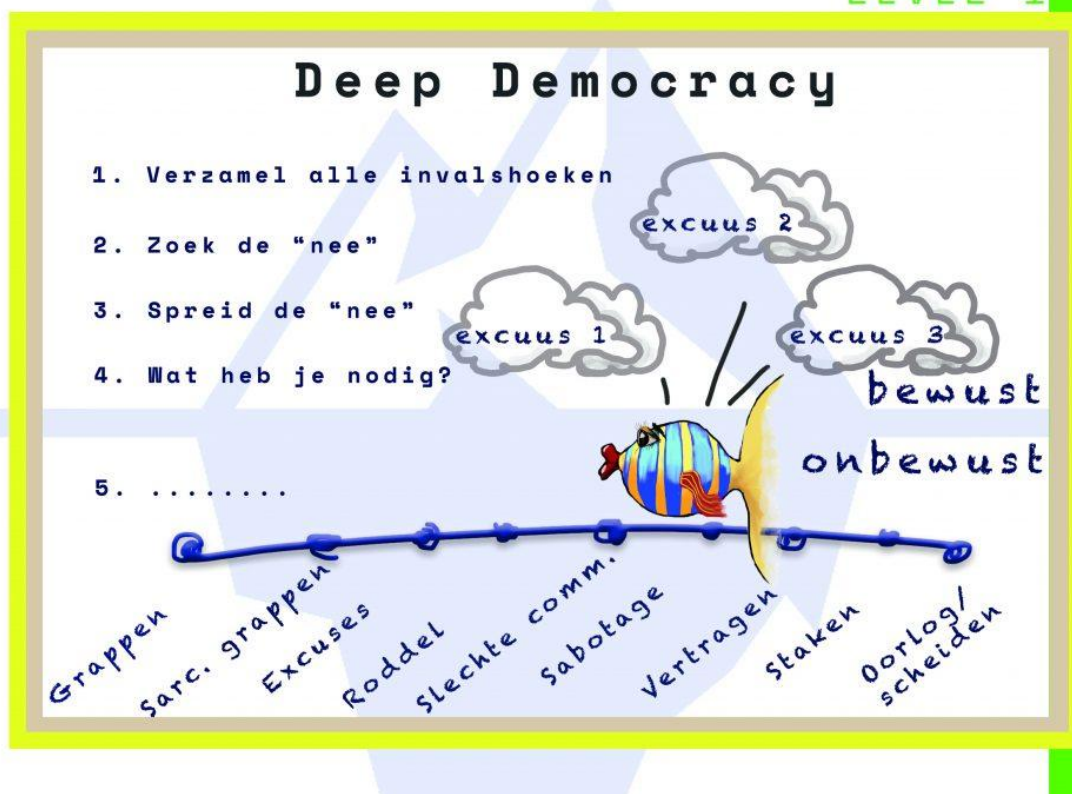 Deep Democracy
1. Verzamel alle invalshoeken
2. Zoek de “nee”
3. Spreid de “nee”
4. Wat heb je nodig?
5. ........
excuus 2
excuus 1
excuus 3
bewust
onbewust
Grappen
Sarc. grappen
Excuses
Roddel
Slechte comm.
Sabotage
Vertragen
Staken
Oorlog/
scheiden